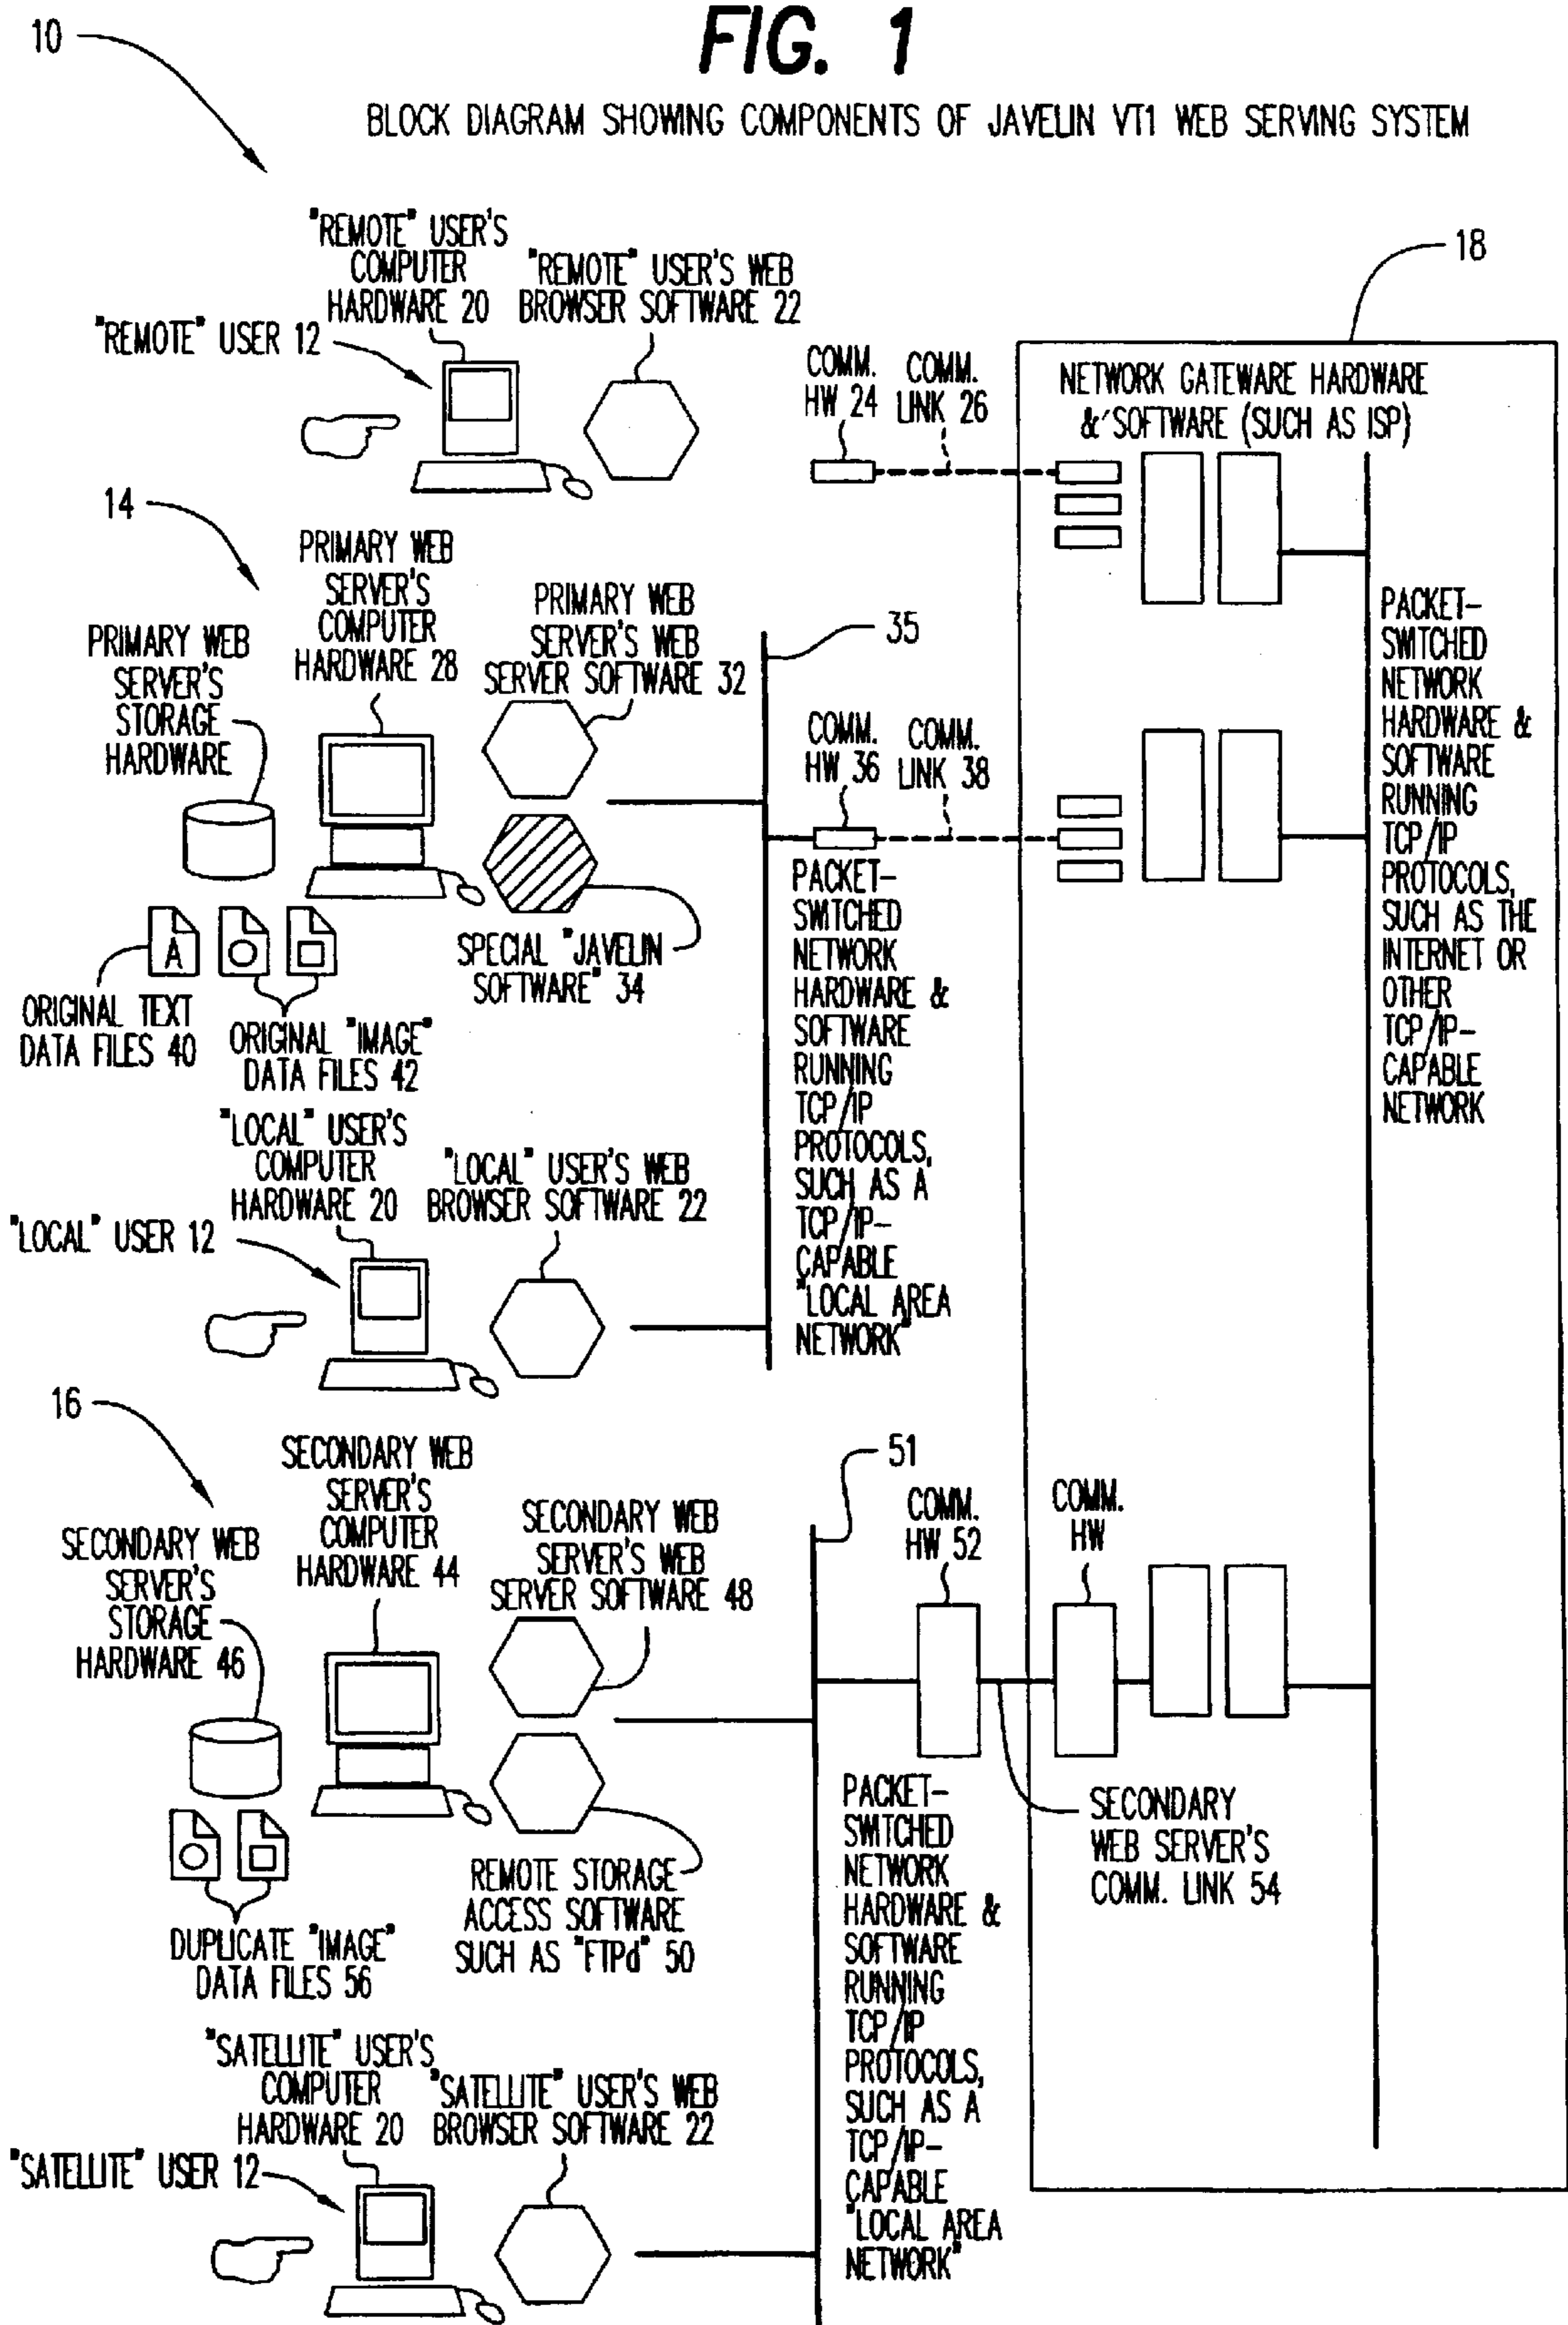 FIG. 1
10
BLOCK DIAGRAM SHOWING COMPONENTS OF JAVELIN VT1 WEB SERVING SYSTEM
"REMOTE" USER'S
COMPUTER
HARDWARE 20
"REMOTE" USER'S WEB
BROWSER SOFTWARE 22
"REMOTE" USER 12
18
COMM.
HW 24
COMM.
LINK 26
NETWORK GATEWARE HARDWARE
& SOFTWARE (SUCH AS ISP)
14
PRIMARY WEB
SERVER'S
COMPUTER
HARDWARE 28
PRIMARY WEB
SERVER'S WEB
SERVER SOFTWARE 32
PRIMARY WEB
SERVER'S
STORAGE
HARDWARE
35
COMM.
HW 36
COMM.
LINK 38
PACKET-
SWITCHED
NETWORK
HARDWARE &
SOFTWARE
RUNNING
TCP/IP
PROTOCOLS,
SUCH AS THE
INTERNET OR
OTHER
TCP/IP-
CAPABLE
NETWORK
A
ORIGINAL TEXT
DATA FILES 40
ORIGINAL "IMAGE"
DATA FILES 42
SPECIAL "JAVELIN
SOFTWARE" 34
PACKET-
SWITCHED
NETWORK
HARDWARE &
SOFTWARE
RUNNING
TCP/IP
PROTOCOLS,
SUCH AS A
TCP/IP-
CAPABLE
"LOCAL AREA
NETWORK"
"LOCAL" USER'S
COMPUTER
HARDWARE 20
"LOCAL" USER'S WEB
BROWSER SOFTWARE 22
"LOCAL" USER 12
16
SECONDARY WEB
SERVER'S
COMPUTER
HARDWARE 44
SECONDARY WEB
SERVER'S WEB
SERVER SOFTWARE 48
SECONDARY WEB
SERVER'S
STORAGE
HARDWARE 46
51
COMM.
HW 52
COMM.
HW
SECONDARY
WEB SERVER'S
COMM. LINK 54
DUPLICATE "IMAGE"
DATA FILES 56
REMOTE STORAGE
ACCESS SOFTWARE
SUCH AS "FTPd" 50
PACKET-
SWITCHED
NETWORK
HARDWARE &
SOFTWARE
RUNNING
TCP/IP
PROTOCOLS,
SUCH AS A
TCP/IP-
CAPABLE
"LOCAL AREA
NETWORK"
"SATELLITE" USER'S
COMPUTER
HARDWARE 20
"SATELLITE" USER'S WEB
BROWSER SOFTWARE 22
"SATELLITE" USER 12